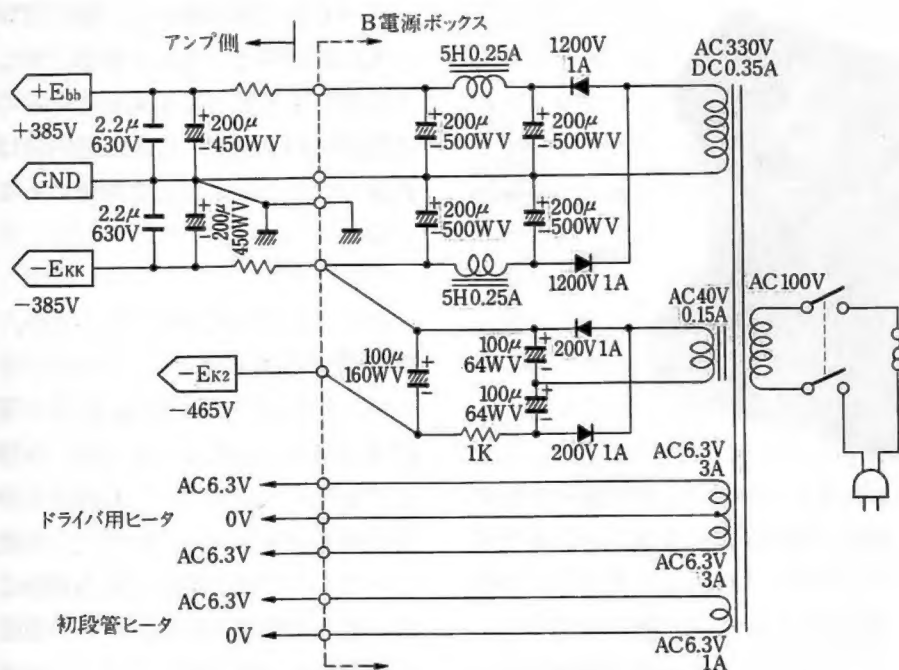 B電源ボックス
アンプ側
+Ebb
+385V
GND
-EKK
-385V
2.2μ
630V
200μ
450WV
2.2μ
630V
200μ
450WV
5H 0.25A
1200V
1A
200μ
500WV
200μ
500WV
200μ
500WV
200μ
500WV
5H 0.25A
1200V 1A
AC330V
DC0.35A
AC40V
0.15A
AC100V
-EK2
-465V
100μ
160WV
100μ
64WV
100μ
64WV
200V 1A
1K
200V 1A
AC6.3V
3A
AC6.3V
ドライバ用ヒータ
0V
AC6.3V
AC6.3V
3A
AC6.3V
初段管ヒータ
0V
AC6.3V
1A